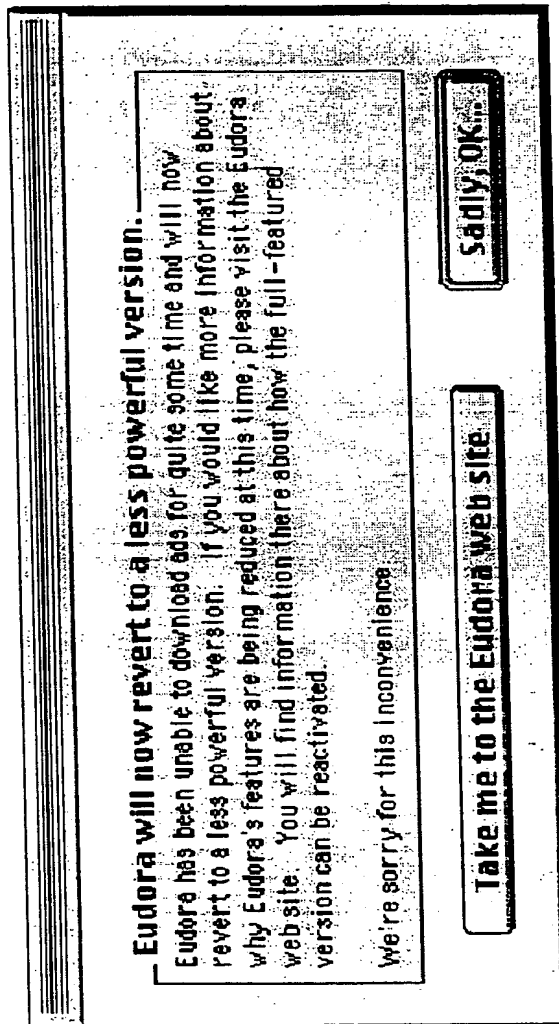 Eudora will now revert to a less powerful version.
Eudora has been unable to download ads for quite some time and will now
revert to a less powerful version. If you would like more information about
why Eudora's features are being reduced at this time, please visit the Eudora
web site. You will find information there about how the full-featured
version can be reactivated.
We're sorry for this inconvenience
Take me to the Eudora web site
Sadly, OK...